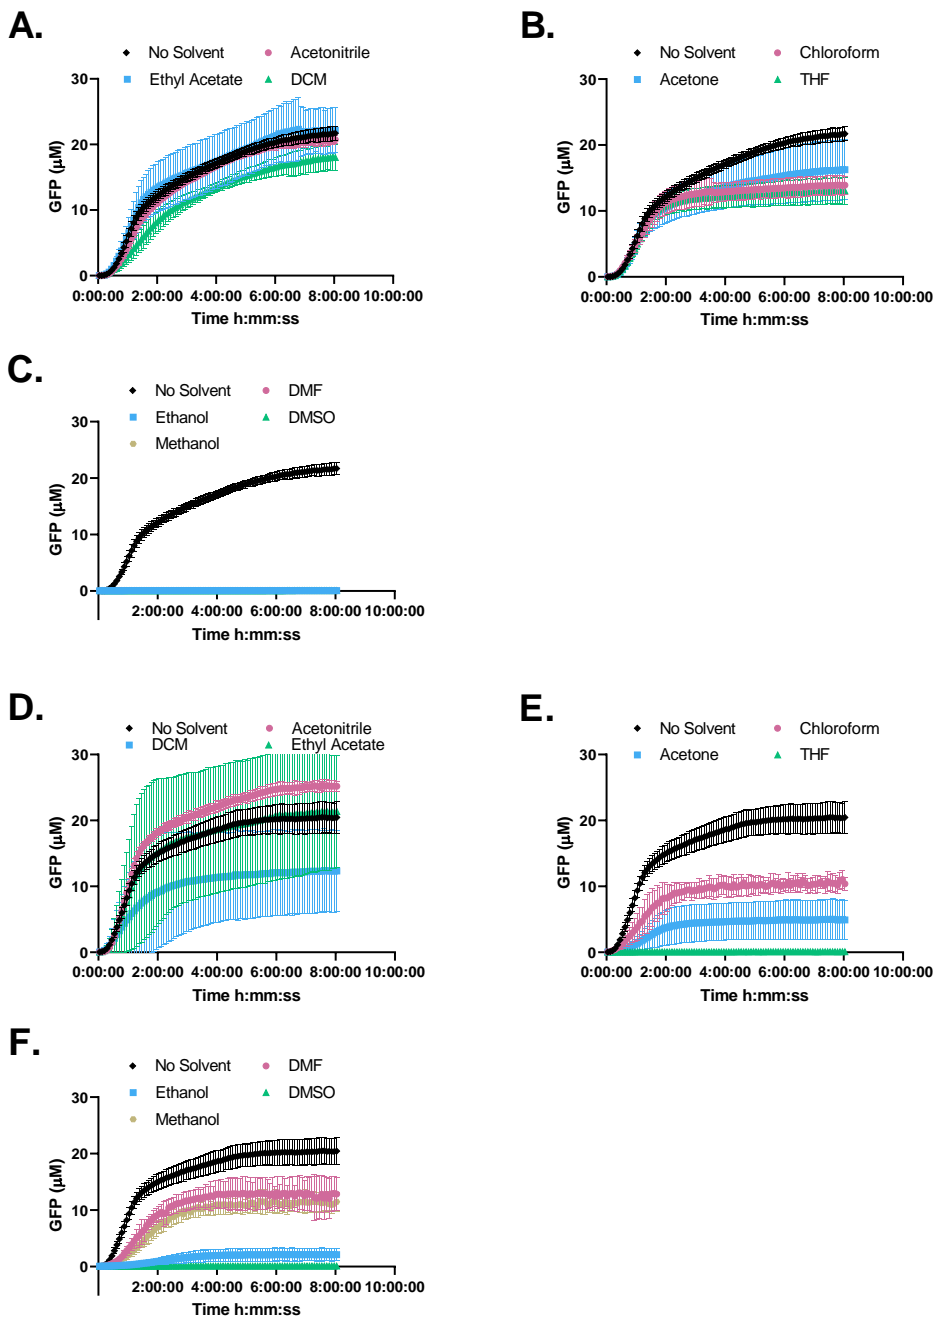 A.
No Solvent Acetonitrile
Ethyl Acetate DCM
30
20
10
0
GFP (μM)
0:00:00 2:00:00 4:00:00 6:00:00 8:00:00 10:00:00
Time h:mm:ss
B.
No Solvent Chloroform
Acetone THF
30
20
10
0
GFP (μM)
0:00:00 2:00:00 4:00:00 6:00:00 8:00:00 10:00:00
Time h:mm:ss
C.
No Solvent DMF
Ethanol DMSO
Methanol
30
20
10
0
GFP (μM)
2:00:00 4:00:00 6:00:00 8:00:00 10:00:00
Time h:mm:ss
D.
No Solvent Acetonitrile
DCM Ethyl Acetate
30
20
10
0
GFP (μM)
0:00:00 2:00:00 4:00:00 6:00:00 8:00:00 10:00:00
Time h:mm:ss
E.
No Solvent Chloroform
Acetone THF
30
20
10
0
GFP (μM)
0:00:00 2:00:00 4:00:00 6:00:00 8:00:00 10:00:00
Time h:mm:ss
F.
No Solvent DMF
Ethanol DMSO
Methanol
30
20
10
0
GFP (μM)
2:00:00 4:00:00 6:00:00 8:00:00 10:00:00
Time h:mm:ss